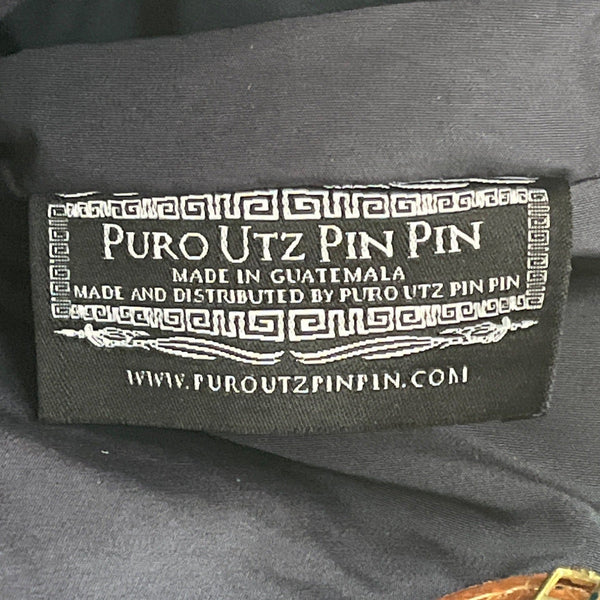 PURO UTZ PIN PIN
MADE IN GUATEMALA
MADE AND DISTRIBUTED BY PURO UTZ PIN PIN
WWW.PUROUTZPINPIN.COM